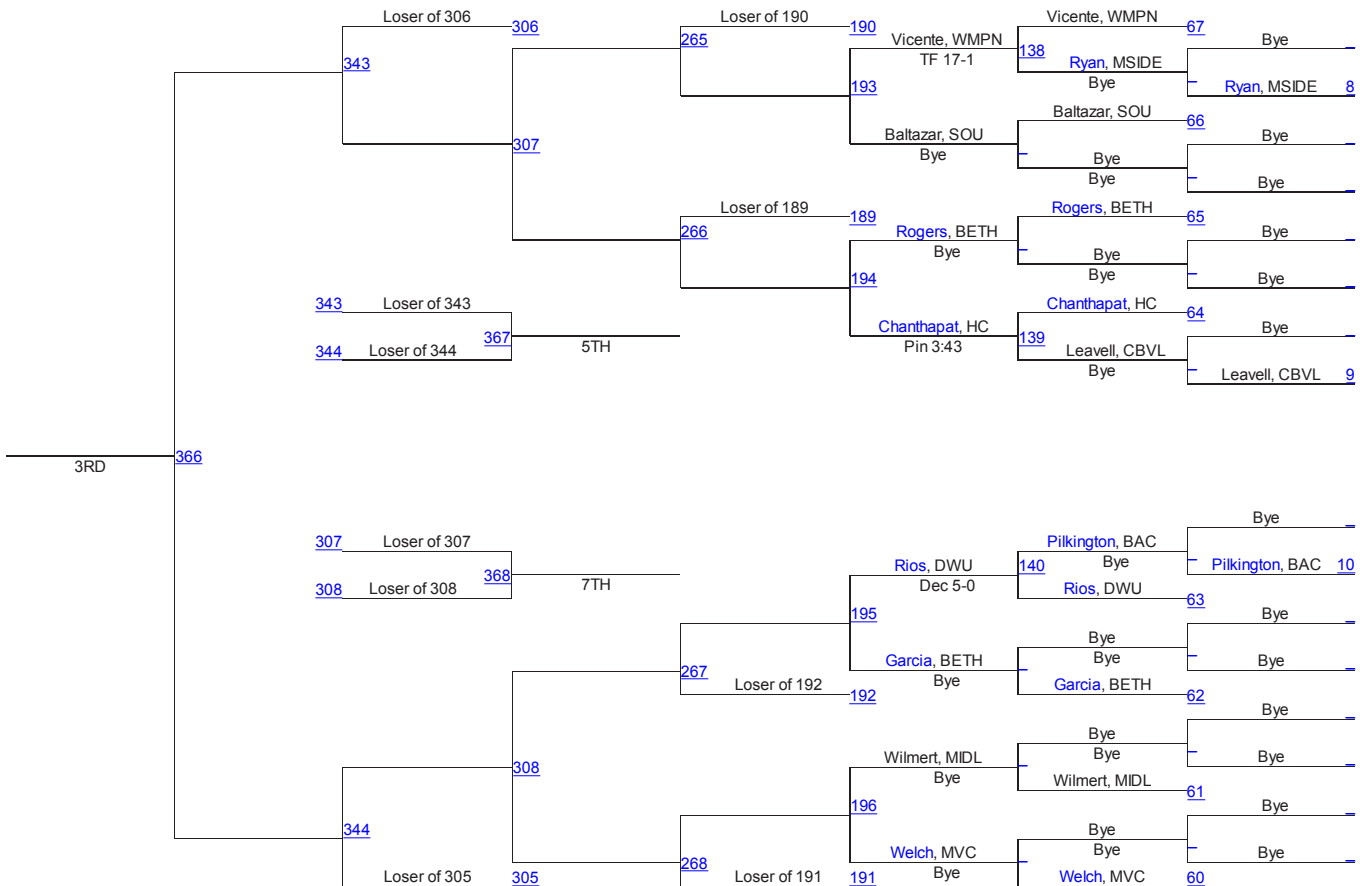 Loser of 306 306 Loser of 190 190 Vicente, WMPN 67
265 Vicente, WMPN Bye _
343 TF 17-1 138 Ryan, MSIDE
193 Bye _ Ryan, MSIDE 8
Baltazar, SOU 66
307 Baltazar, SOU Bye _
Bye _ Bye
Bye _ Bye _
Loser of 189 189 Rogers, BETH 65
266 Rogers, BETH Bye _
Bye _ Bye
194 Bye _ Bye _
343 Loser of 343 Chanthapat, HC 64
367 5TH Chanthapat, HC 139 Bye _
344 Loser of 344 Pin 3:43 Leavell, CBVL
Bye _ Leavell, CBVL 9
3RD 366
Bye _
307 Loser of 307 Pilkington, BAC
368 7TH Rios, DWU 140 Bye _ Pilkington, BAC 10
308 Loser of 308 Dec 5-0 Rios, DWU 63
195 Bye _
Bye
267 Garcia, BETH _ Bye _ Bye _
Loser of 192 192 Bye Garcia, BETH 62
Bye _
Bye
308 Wilmert, MIDL _ Bye _ Bye _
Bye Wilmert, MIDL 61
196 Bye _
344 Bye
268 Welch, MVC _ Bye _ Bye _
Loser of 305 305 Loser of 191 191 Bye Welch, MVC 60